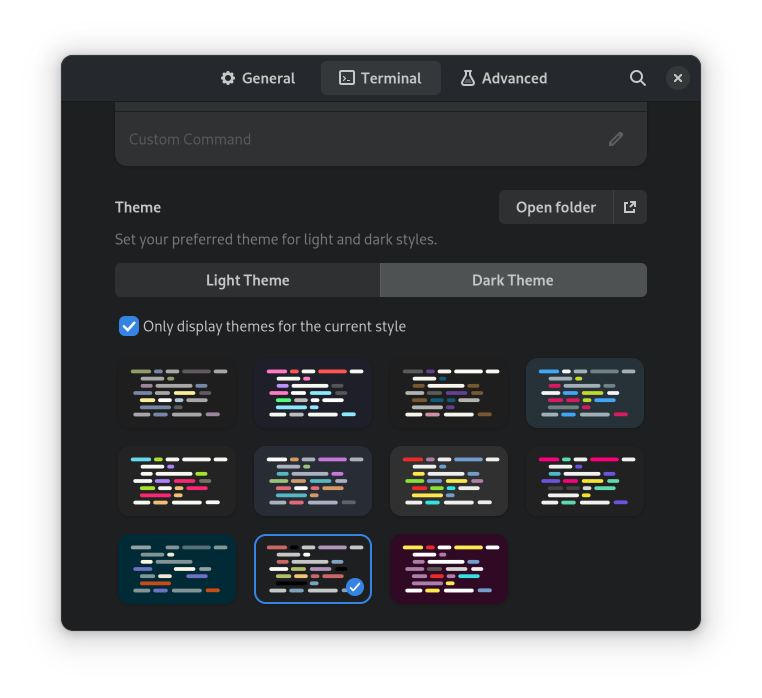 General
Terminal
Advanced
Custom Command
Theme
Open folder
Set your preferred theme for light and dark styles.
Light Theme
Dark Theme
Only display themes for the current style